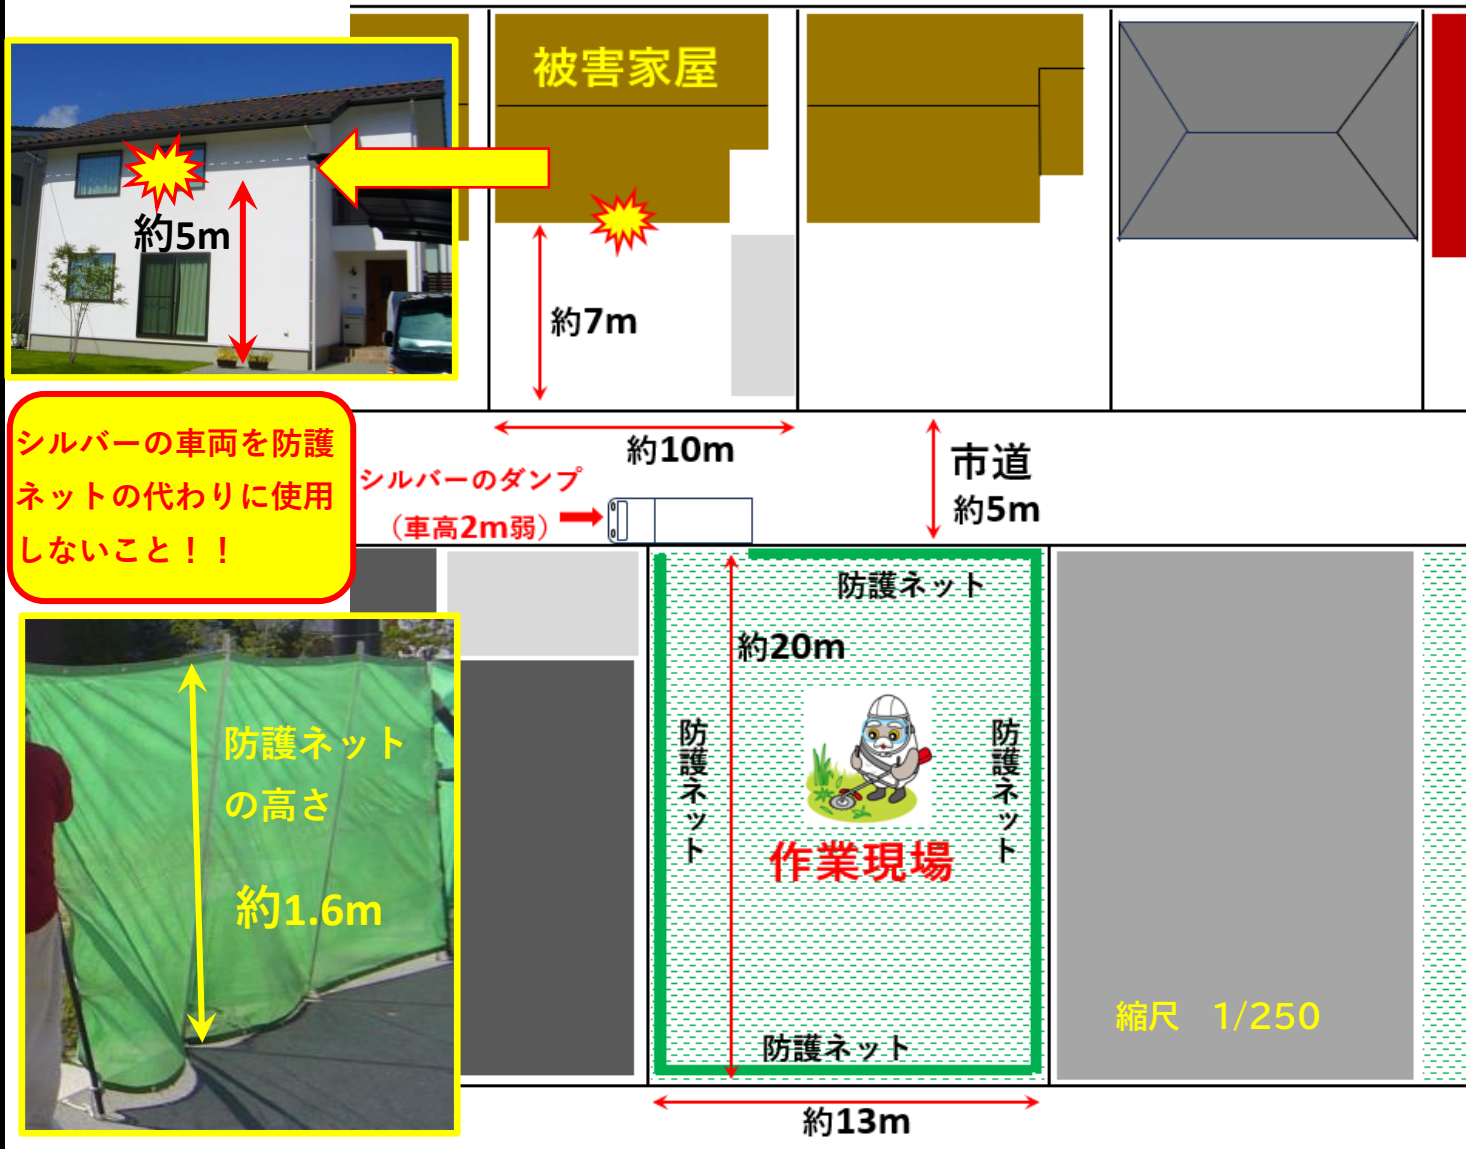 被害家屋
約5m
約7m
シルバーの車両を防護
ネットの代わりに使用
しないこと！！
約10m
シルバーのダンプ
（車高2m弱）
市道
約5m
防護ネット
約20m
防護ネット
防護ネット
作業現場
防護ネット
の高さ
約1.6m
縮尺　1/250
防護ネット
約13m